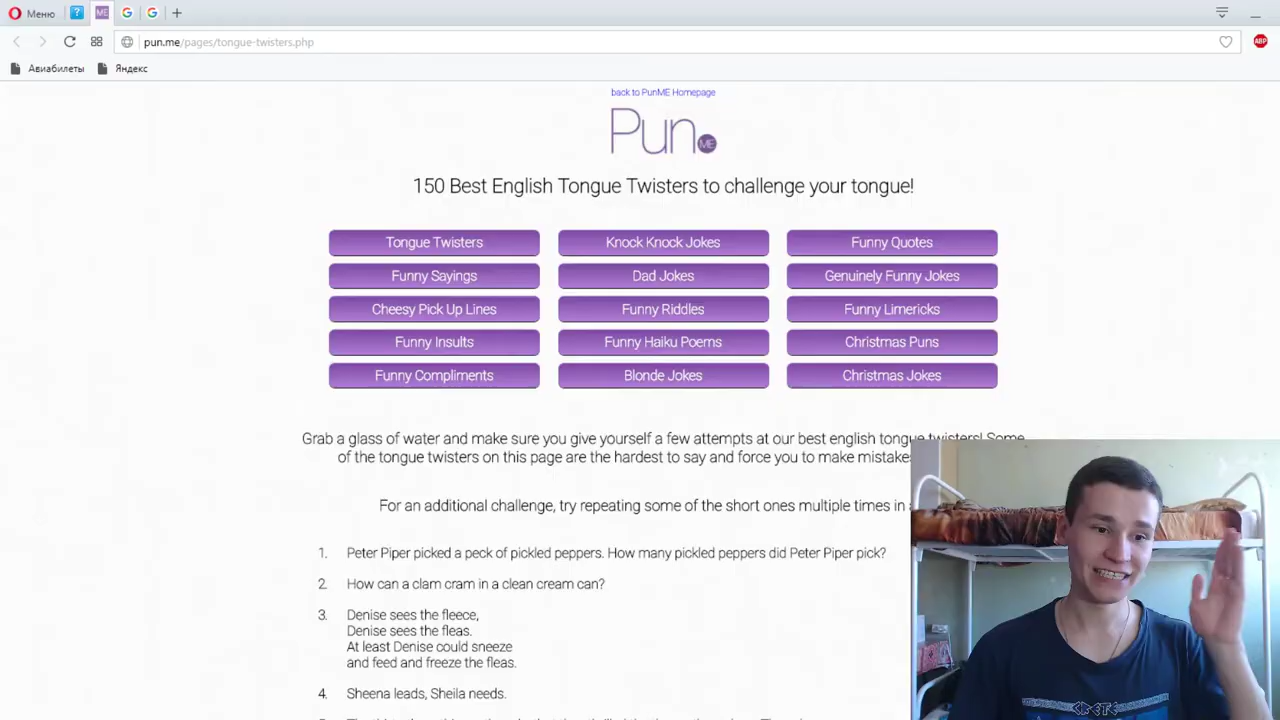 Меню
pun.me/pages/tongue-twisters.php
ABP
Авиабилеты Яндекс
back to PunME Homepage
Pun ME
150 Best English Tongue Twisters to challenge your tongue!
Tongue Twisters Knock Knock Jokes Funny Quotes
Funny Sayings Dad Jokes Genuinely Funny Jokes
Cheesy Pick Up Lines Funny Riddles Funny Limericks
Funny Insults Funny Haiku Poems Christmas Puns
Funny Compliments Blonde Jokes Christmas Jokes
Grab a glass of water and make sure you give yourself a few attempts at our best english tongue twisters! Some
of the tongue twisters on this page are the hardest to say and force you to make mistakes
For an additional challenge, try repeating some of the short ones multiple times in a
1. Peter Piper picked a peck of pickled peppers. How many pickled peppers did Peter Piper pick?
2. How can a clam cram in a clean cream can?
3. Denise sees the fleece,
Denise sees the fleas.
At least Denise could sneeze
and feed and freeze the fleas.
4. Sheena leads, Sheila needs.